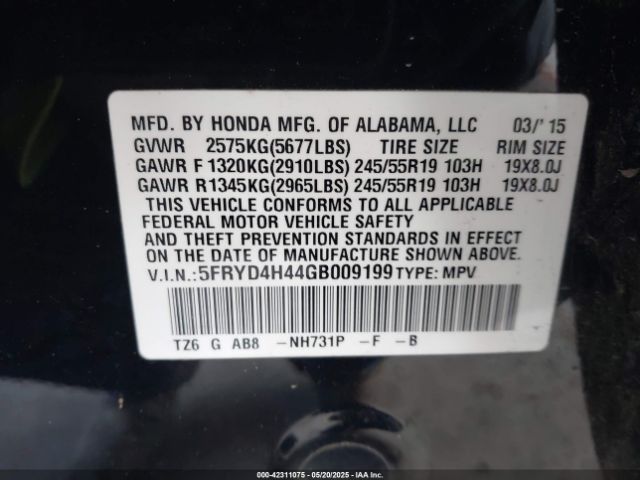 MFD. BY HONDA MFG. OF ALABAMA, LLC 03/'15
GVWR 2575KG(5677LBS) TIRE SIZE RIM SIZE
GAWR F 1320KG(2910LBS) 245/55R19 103H 19X8.0J
GAWR R 1345KG(2965LBS) 245/55R19 103H 19X8.0J
THIS VEHICLE CONFORMS TO ALL APPLICABLE
FEDERAL MOTOR VEHICLE SAFETY
AND THEFT PREVENTION STANDARDS IN EFFECT
ON THE DATE OF MANUFACTURE SHOWN ABOVE.
V.I.N.:5FRYD4H44GB009199 TYPE: MPV
TZ6 G AB8 -NH731P -F -B
000-42311075 — 05/20/2025 — IAAI, Inc.